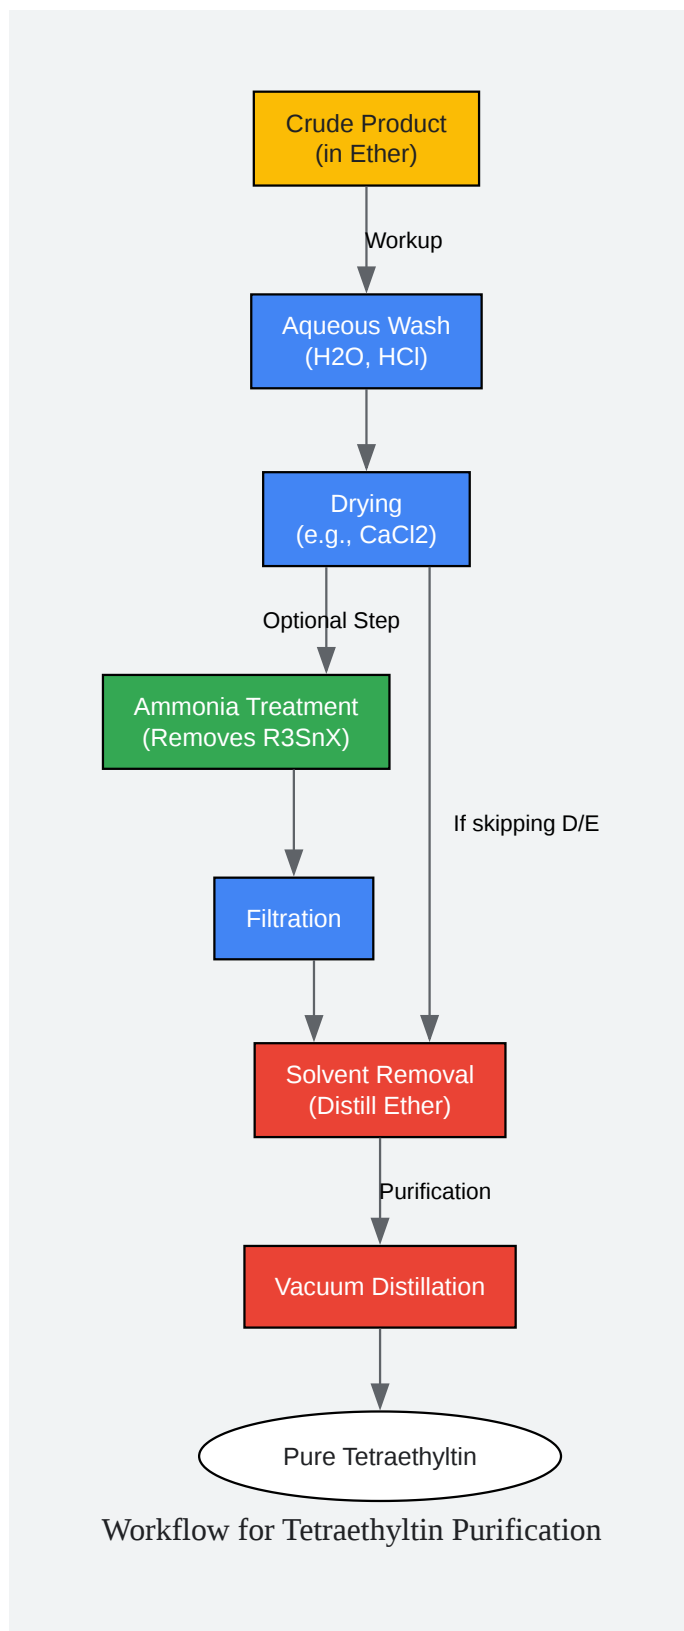 Crude Product
(in Ether)
Workup
Aqueous Wash
(H2O, HCl)
Drying
(e.g., CaCl2)
Optional Step
Ammonia Treatment
(Removes R3SnX)
If skipping D/E
Filtration
Solvent Removal
(Distill Ether)
Purification
Vacuum Distillation
Pure Tetraethyltin
Workflow for Tetraethyltin Purification